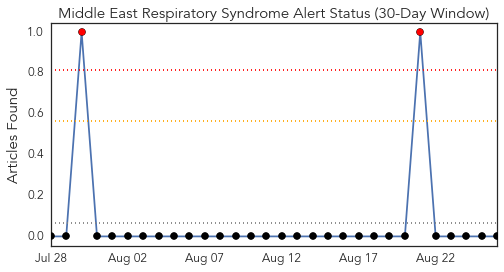 Middle East Respiratory Syndrome Alert Status (30-Day Window)
Articles Found
1.0
0.8
0.6
0.4
0.2
0.0
Jul 28 Aug 02 Aug 07 Aug 12 Aug 17 Aug 22